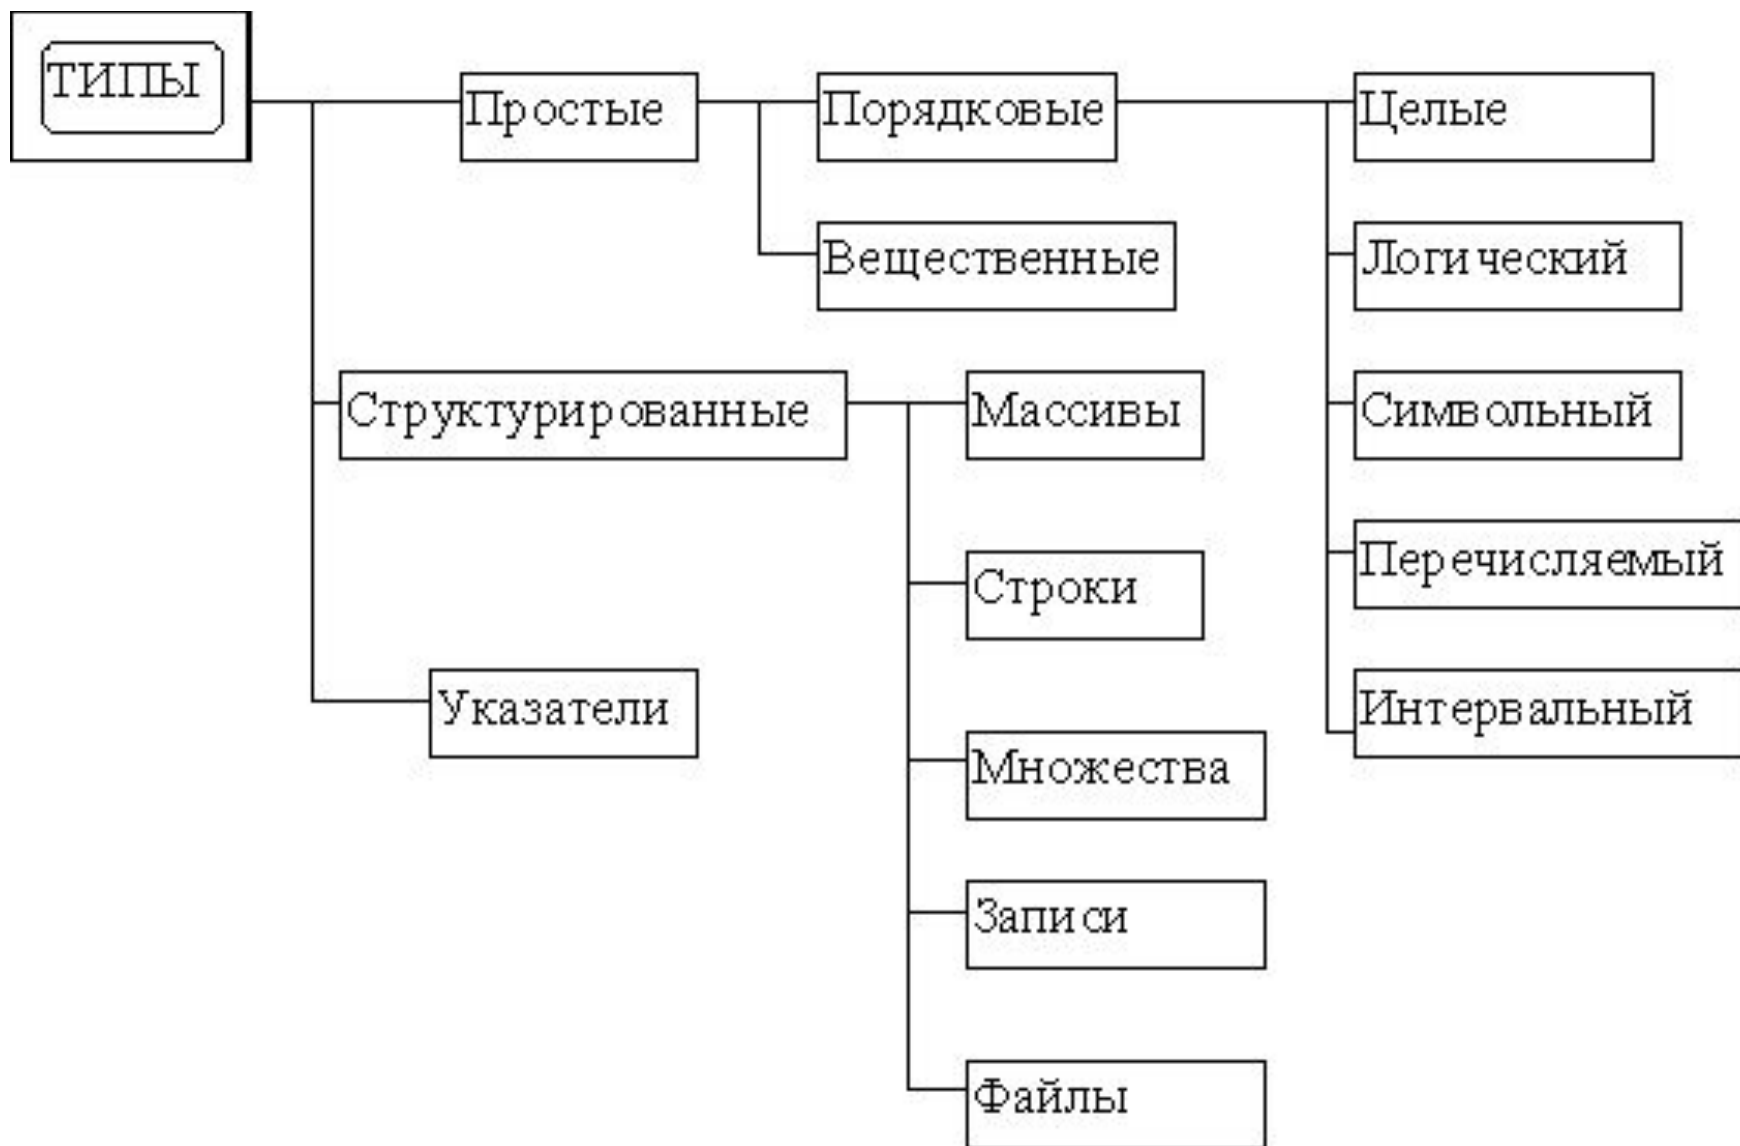 ТИПЫ
Простые
Порядковые
Целые
Вещественные
Логический
Структурированные
Массивы
Символьный
Строки
Перечисляемый
Указатели
Интервальный
Множества
Записи
Файлы